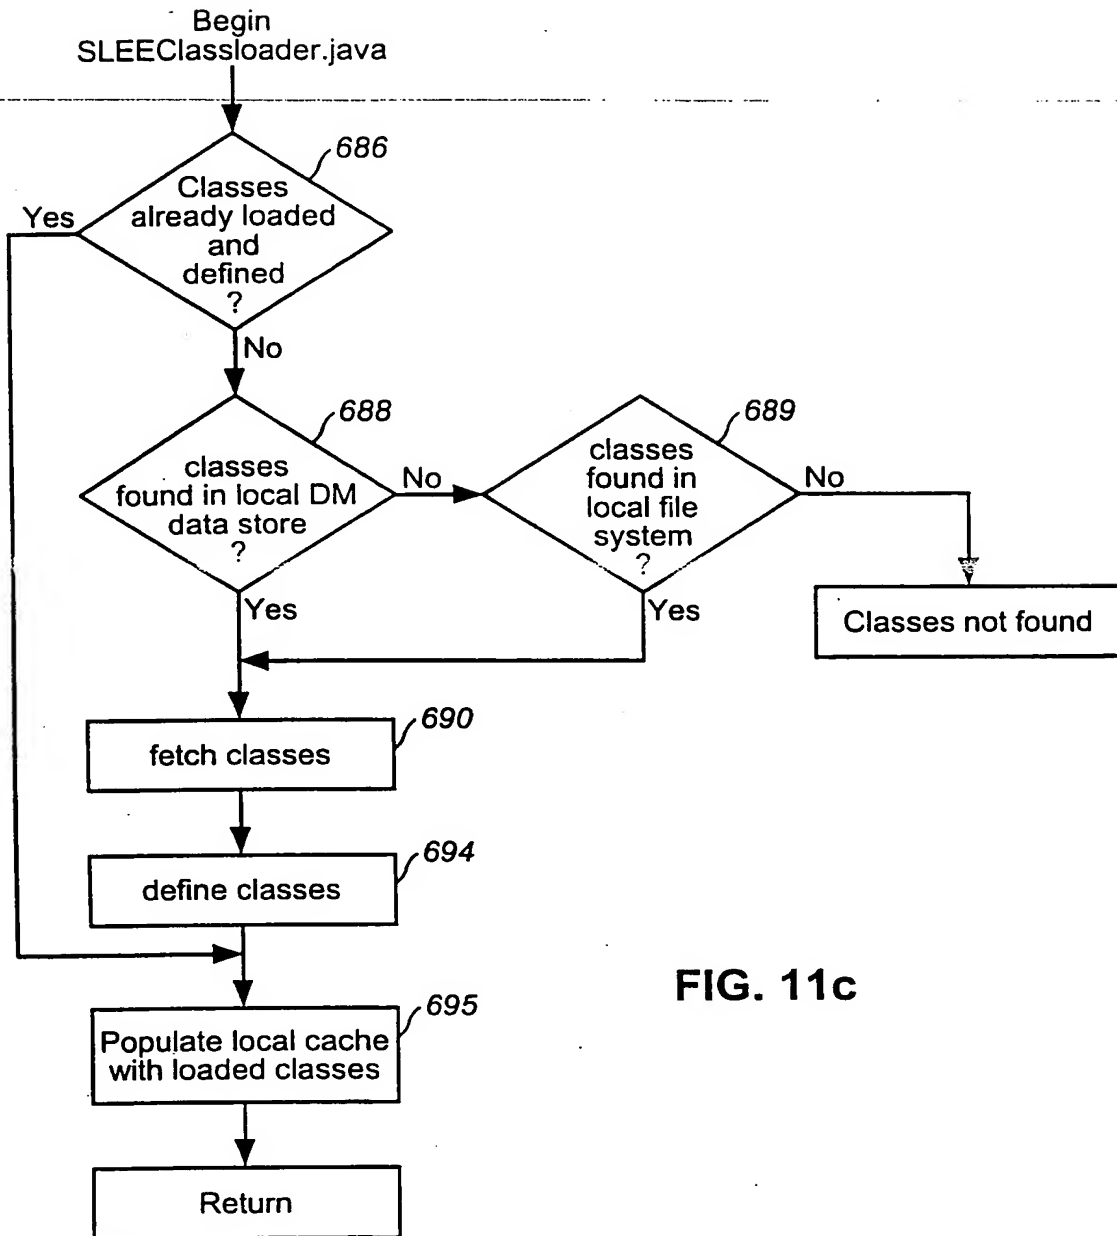 Begin
SLEEClassloader.java
686
Classes
already loaded
and
defined
?
Yes
No
688
classes
found in local DM
data store
?
No
Yes
689
classes
found in
local file
system
?
No
Yes
Classes not found
690
fetch classes
694
define classes
695
Populate local cache
with loaded classes
Return
FIG. 11c